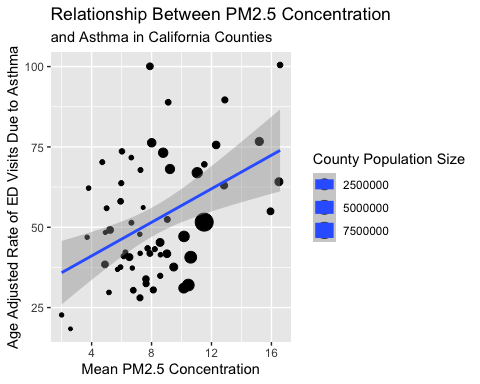 Relationship Between PM2.5 Concentration
and Asthma in California Counties
Age Adjusted Rate of ED Visits Due to Asthma
100
75
50
25
4 8 12 16
Mean PM2.5 Concentration
County Population Size
2500000
5000000
7500000